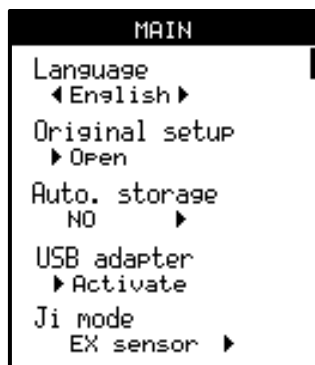 MAIN
Language
English
Original setup
Open
Auto. storage
NO
USB adapter
Activate
Ji mode
EX sensor